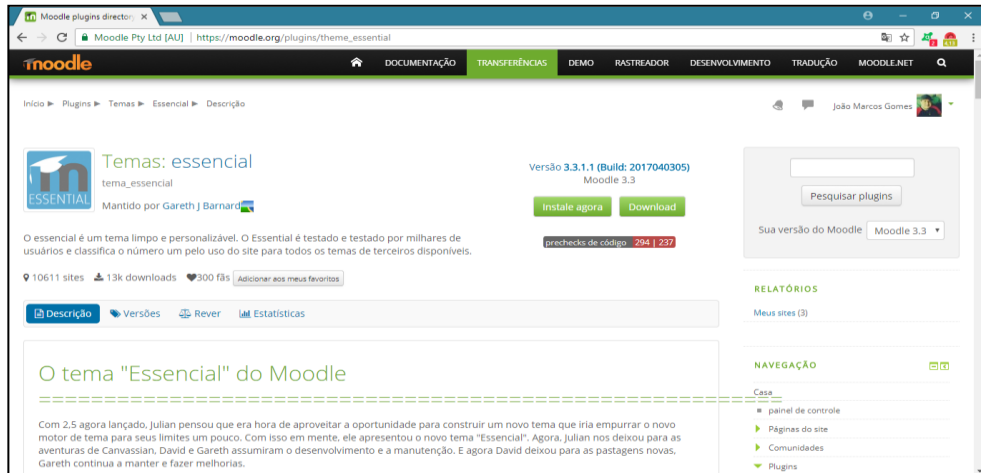 Moodle plugins directory
Moodle Pty Ltd [AU] | https://moodle.org/plugins/theme_essential
moodle
DOCUMENTAÇÃO TRANSFERÊNCIAS DEMO RASTREADOR DESENVOLVIMENTO TRADUÇÃO MOODLE.NET
Início ▶ Plugins ▶ Temas ▶ Essencial ▶ Descrição
João Marcos Gomes
ESSENTIAL
Temas: essencial
tema_essencial
Mantido por Gareth J Barnard
Versão 3.3.1.1 (Build: 2017040305)
Moodle 3.3
Instale agora Download
prechecks de código 294 | 237
Pesquisar plugins
Sua versão do Moodle Moodle 3.3
O essencial é um tema limpo e personalizável. O Essential é testado e testado por milhares de
usuários e classifica o número um pelo uso do site para todos os temas de terceiros disponíveis.
10611 sites 13k downloads 300 fãs Adicionar aos meus favoritos
Descrição Versões Rever Estatísticas
RELATÓRIOS
Meus sites (3)
O tema "Essencial" do Moodle
Com 2,5 agora lançado, Julian pensou que era hora de aproveitar a oportunidade para construir um novo tema que iria empurrar o novo
motor de tema para seus limites um pouco. Com isso em mente, ele apresentou o novo tema "Essencial". Agora, Julian nos deixou para as
aventuras de Canvassian, David e Gareth assumiram o desenvolvimento e a manutenção. E agora David deixou para as pastagens novas,
Gareth continua a manter e fazer melhorias.
NAVEGAÇÃO
Casa
painel de controle
Páginas do site
Comunidades
Plugins